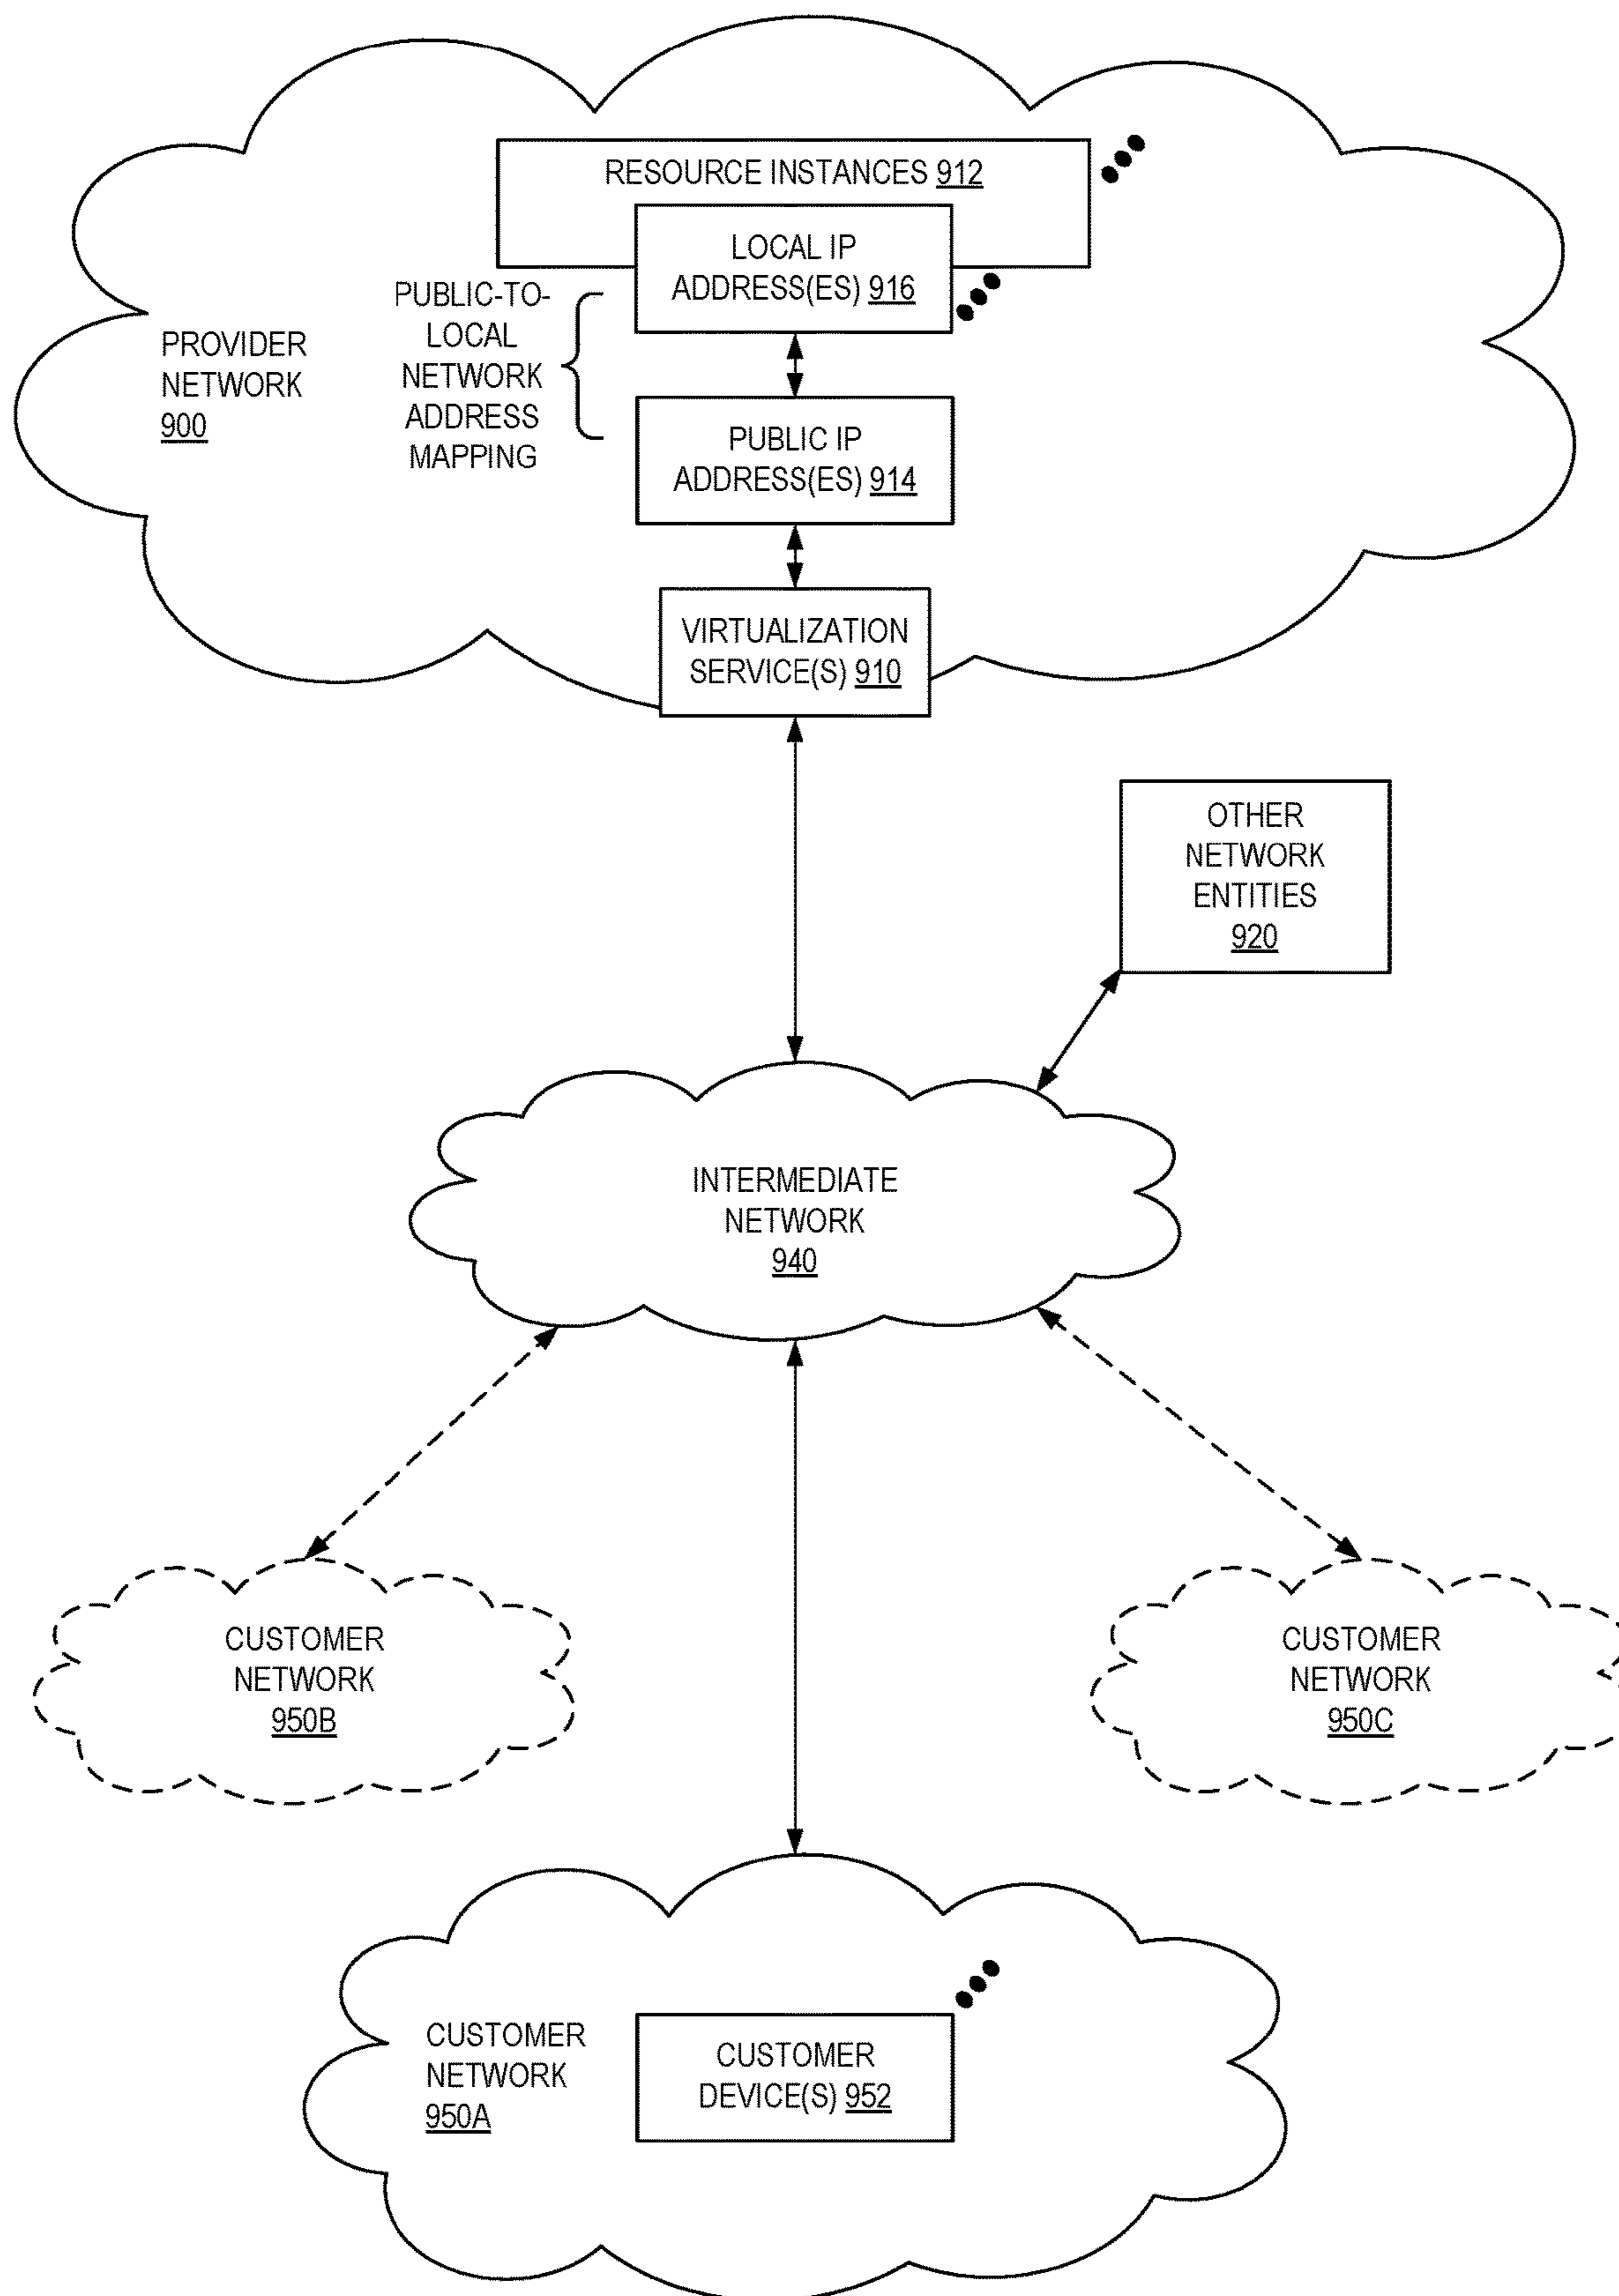 RESOURCE INSTANCES 912
LOCAL IP
ADDRESS(ES) 916
PUBLIC-TO-
LOCAL
NETWORK
ADDRESS
MAPPING
PROVIDER
NETWORK
900
PUBLIC IP
ADDRESS(ES) 914
VIRTUALIZATION
SERVICE(S) 910
OTHER
NETWORK
ENTITIES
920
INTERMEDIATE
NETWORK
940
CUSTOMER
NETWORK
950B
CUSTOMER
NETWORK
950C
CUSTOMER
NETWORK
950A
CUSTOMER
DEVICE(S) 952